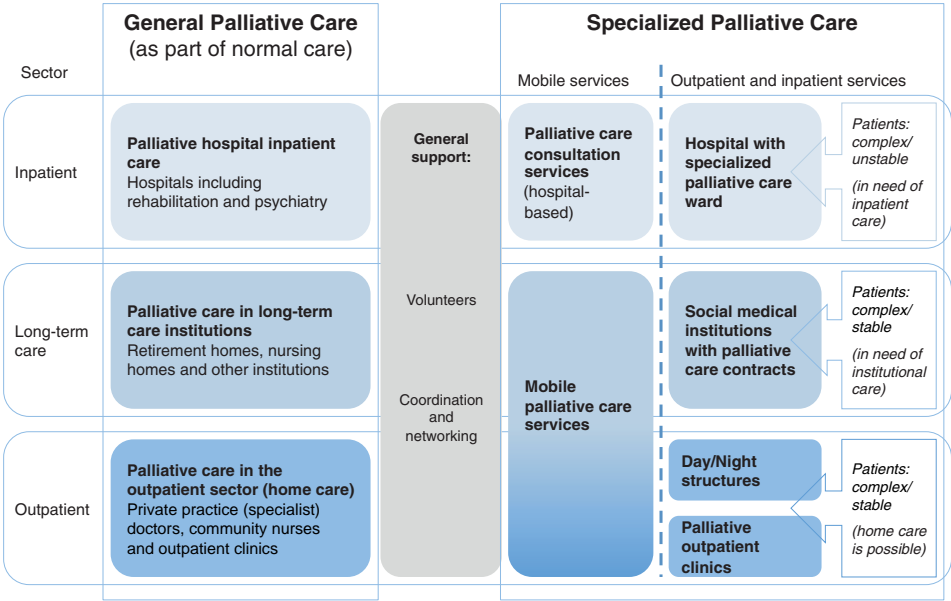 General Palliative Care
(as part of normal care)
Specialized Palliative Care
Sector
Mobile services
Outpatient and inpatient services
Inpatient
Palliative hospital inpatient
care
Hospitals including
rehabilitation and psychiatry
General
support:
Palliative care
consultation
services
(hospital-
based)
Hospital with
specialized
palliative care
ward
Patients:
complex/
unstable
(in need of
inpatient
care)
Long-term
care
Palliative care in long-term
care institutions
Retirement homes, nursing
homes and other institutions
Volunteers
Coordination
and
networking
Mobile
palliative care
services
Social medical
institutions
with palliative
care contracts
Patients:
complex/
stable
(in need of
institutional
care)
Outpatient
Palliative care in the
outpatient sector (home care)
Private practice (specialist)
doctors, community nurses
and outpatient clinics
Day/Night
structures
Palliative
outpatient
clinics
Patients:
complex/
stable
(home care
is possible)